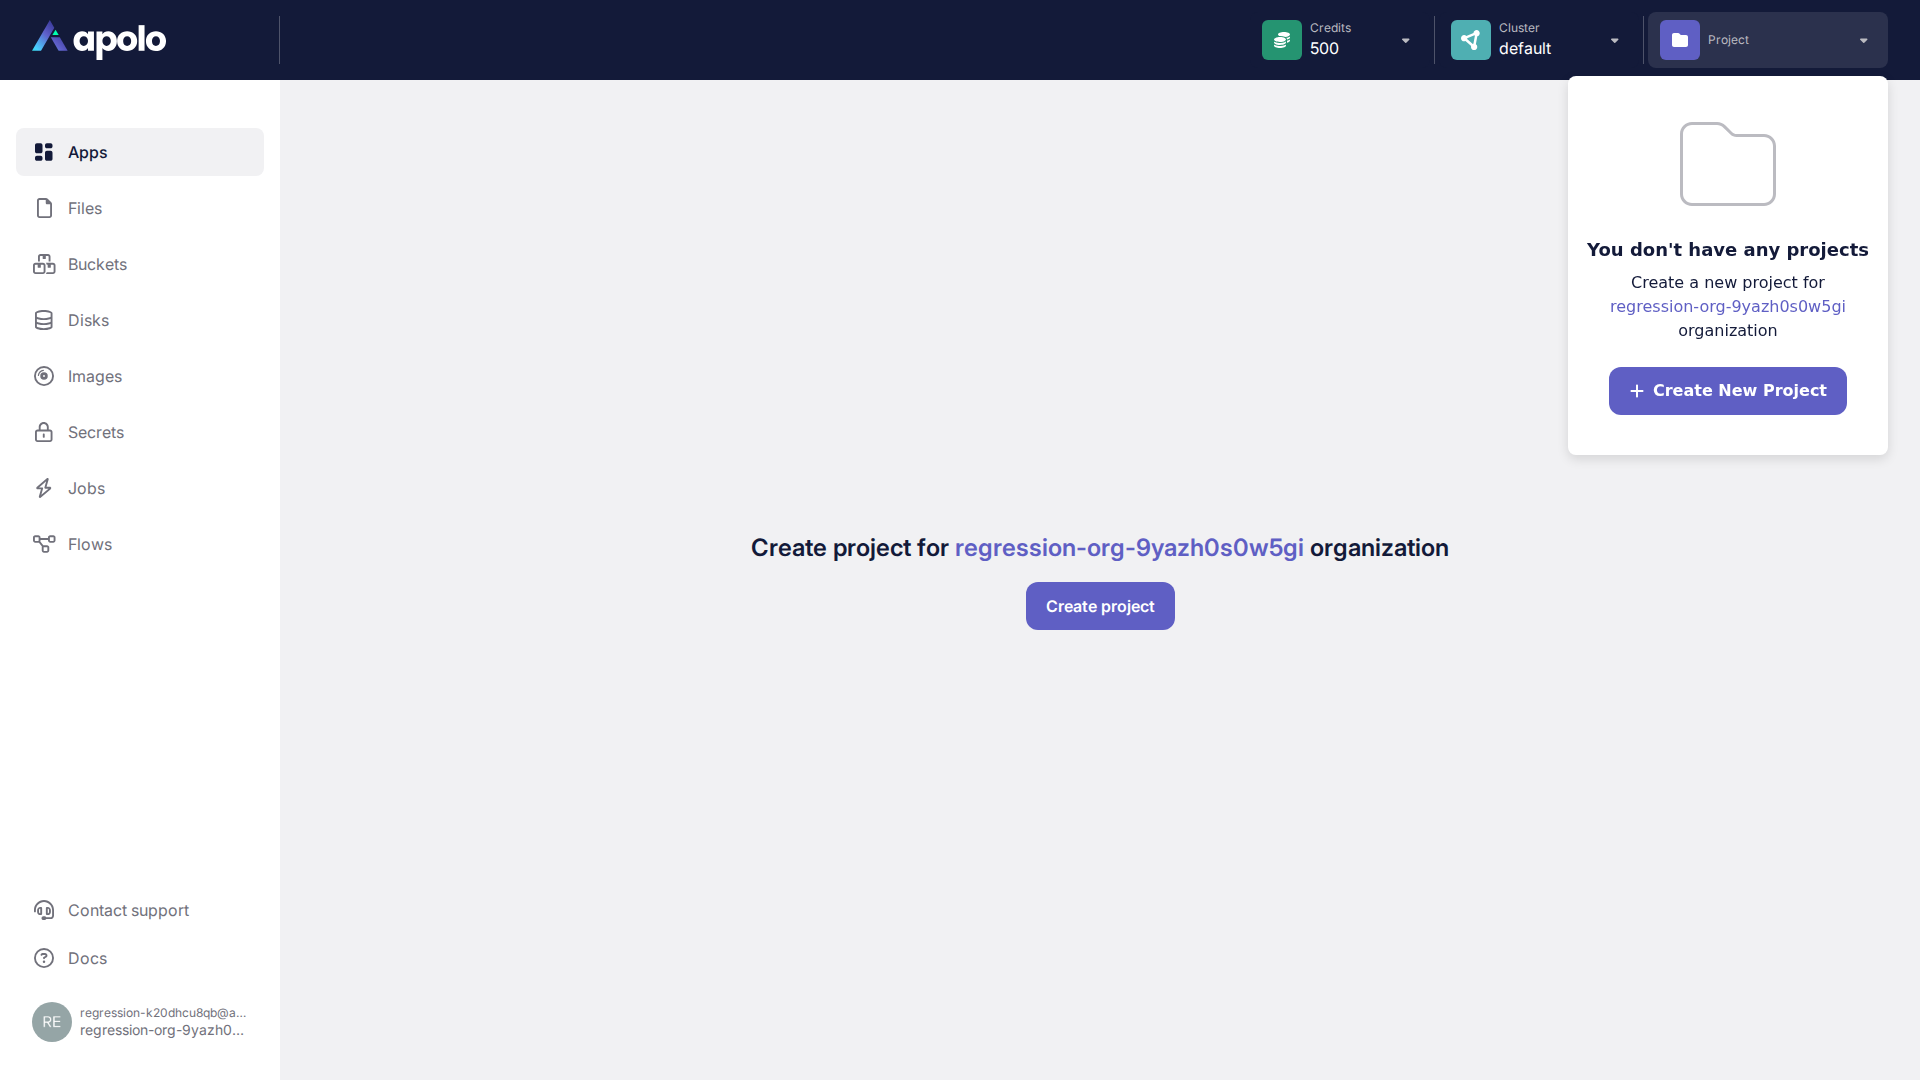 apolo
Credits
500
Cluster
default
Project
Apps
Files
Buckets
Disks
Images
Secrets
Jobs
Flows
You don't have any projects
Create a new project for
regression-org-9yazh0s0w5gi
organization
+ Create New Project
Create project for regression-org-9yazh0s0w5gi organization
Create project
Contact support
Docs
RE
regression-k20dhcu8qb@a...
regression-org-9yazh0...